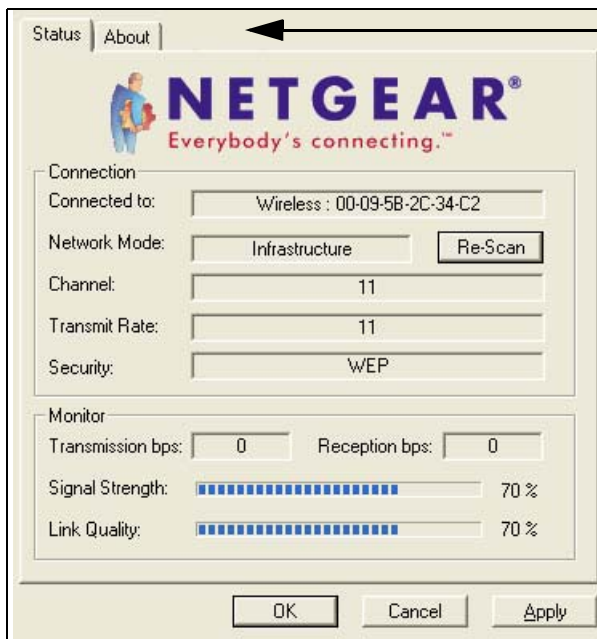 Status About
NETGEAR®
Everybody's connecting.™
Connection
Connected to: Wireless : 00-09-5B-2C-34-C2
Network Mode: Infrastructure Re-Scan
Channel: 11
Transmit Rate: 11
Security: WEP
Monitor
Transmission bps: 0 Reception bps: 0
Signal Strength: 70 %
Link Quality: 70 %
OK Cancel Apply